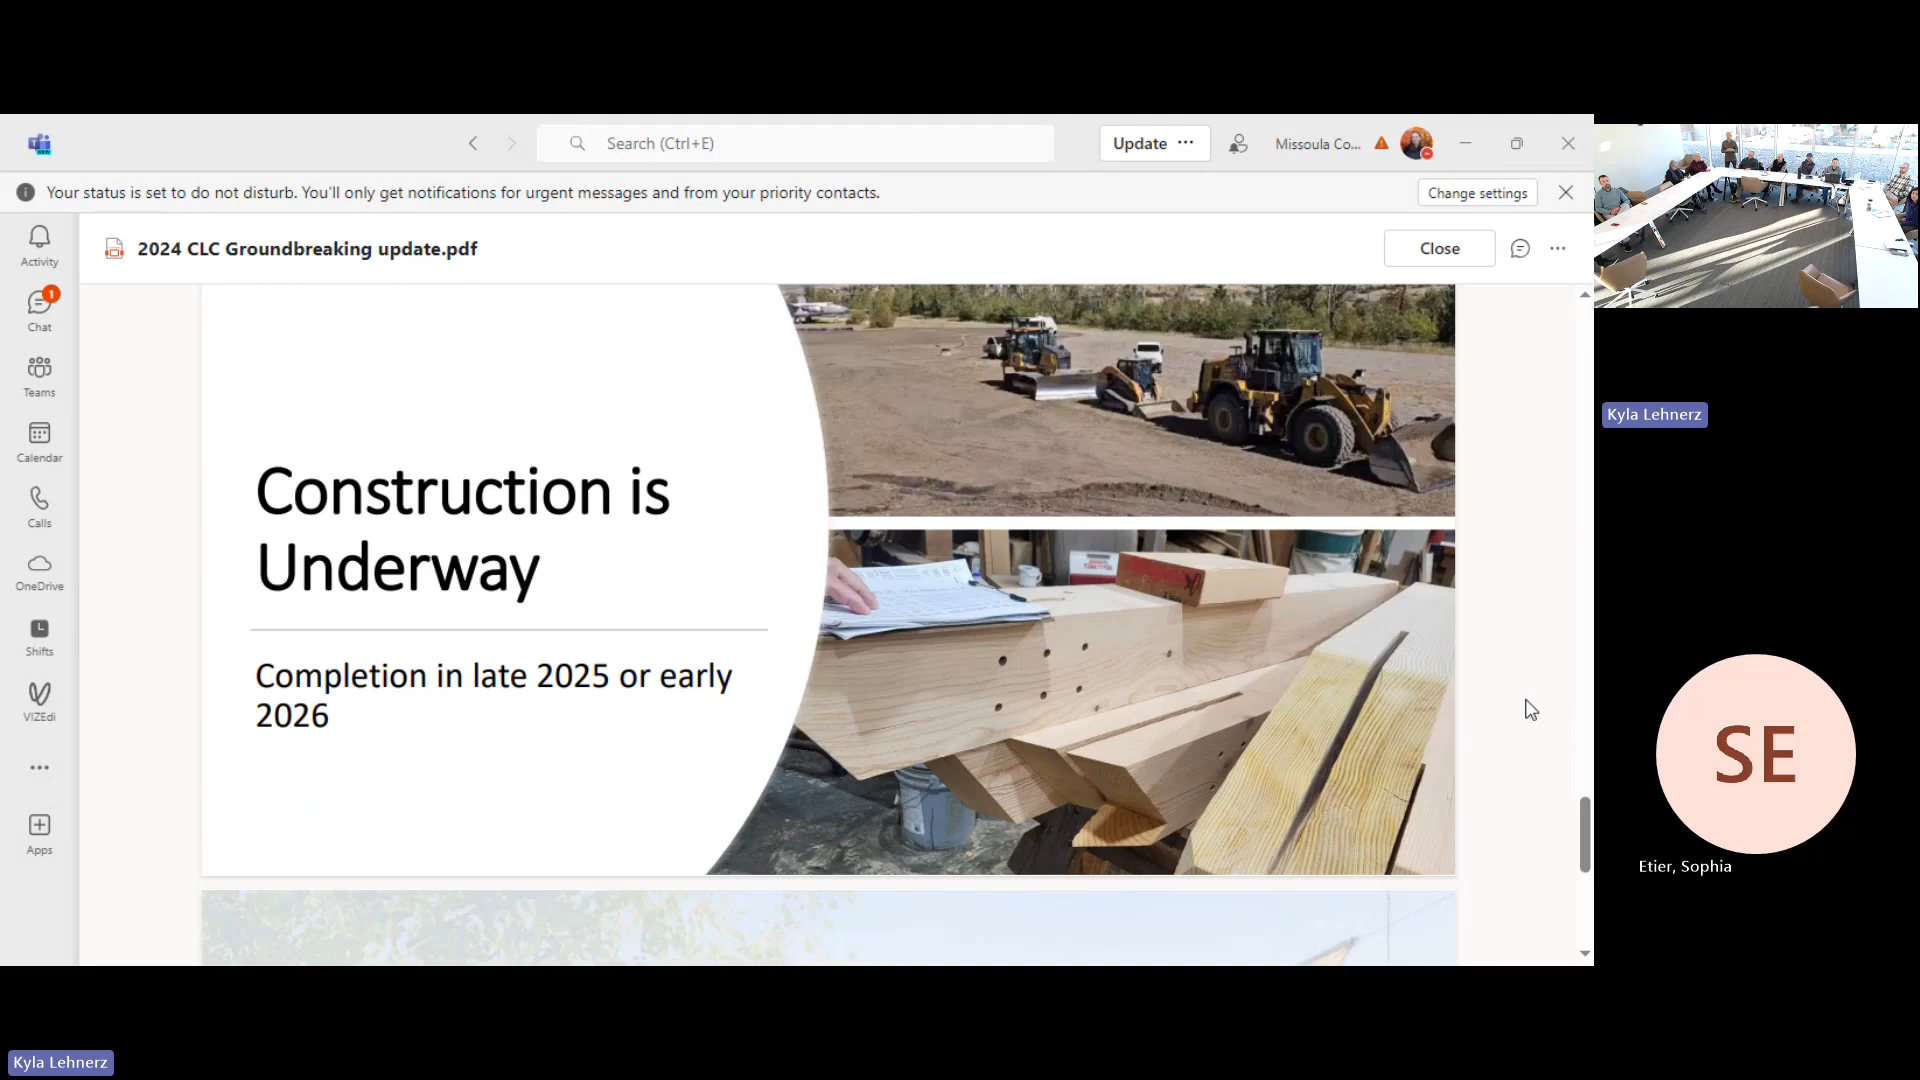 Search (Ctrl+E)
Update
Missoula Co...
Your status is set to do not disturb. You'll only get notifications for urgent messages and from your priority contacts.
Change settings
Activity
2024 CLC Groundbreaking update.pdf
Close
1
Chat
Teams
Calendar
Calls
OneDrive
Shifts
VIZEdi
Apps
Construction is
Underway
Completion in late 2025 or early
2026
Kyla Lehnerz
SE
Etier, Sophia
Kyla Lehnerz